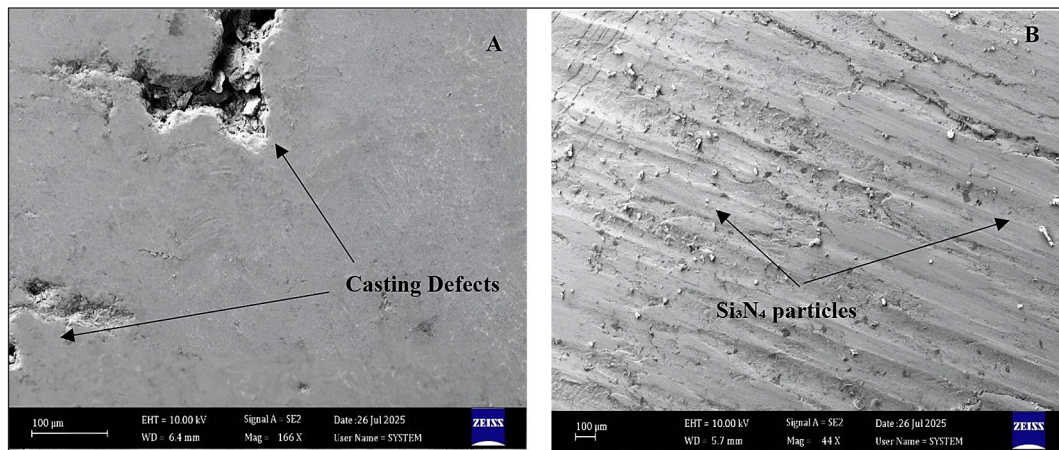 A
Casting Defects
100 μm
EHT = 10.00 kV
Signal A = SE2
Date :26 Jul 2025
WD = 6.4 mm
Mag = 166 X
User Name = SYSTEM
ZEISS
B
Si₃N₄ particles
100 μm
EHT = 10.00 kV
Signal A = SE2
Date :26 Jul 2025
WD = 5.7 mm
Mag = 44 X
User Name = SYSTEM
ZEISS